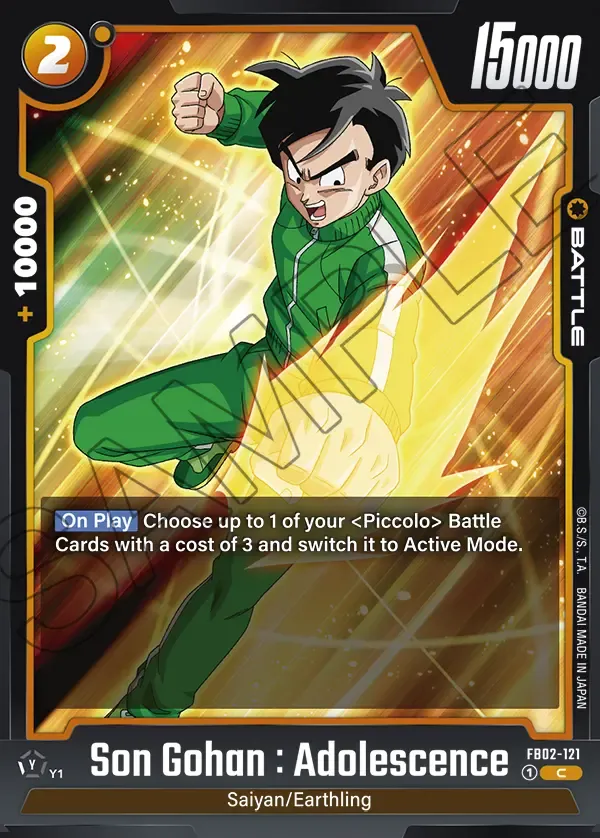 2
15000
+ 10000
BATTLE
SAMPLE
On Play Choose up to 1 of your <Piccolo> Battle
Cards with a cost of 3 and switch it to Active Mode.
©B.S./S., T.A. BANDAI MADE IN JAPAN
Y Y1
Son Gohan : Adolescence
FB02-121
1 C
Saiyan/Earthling